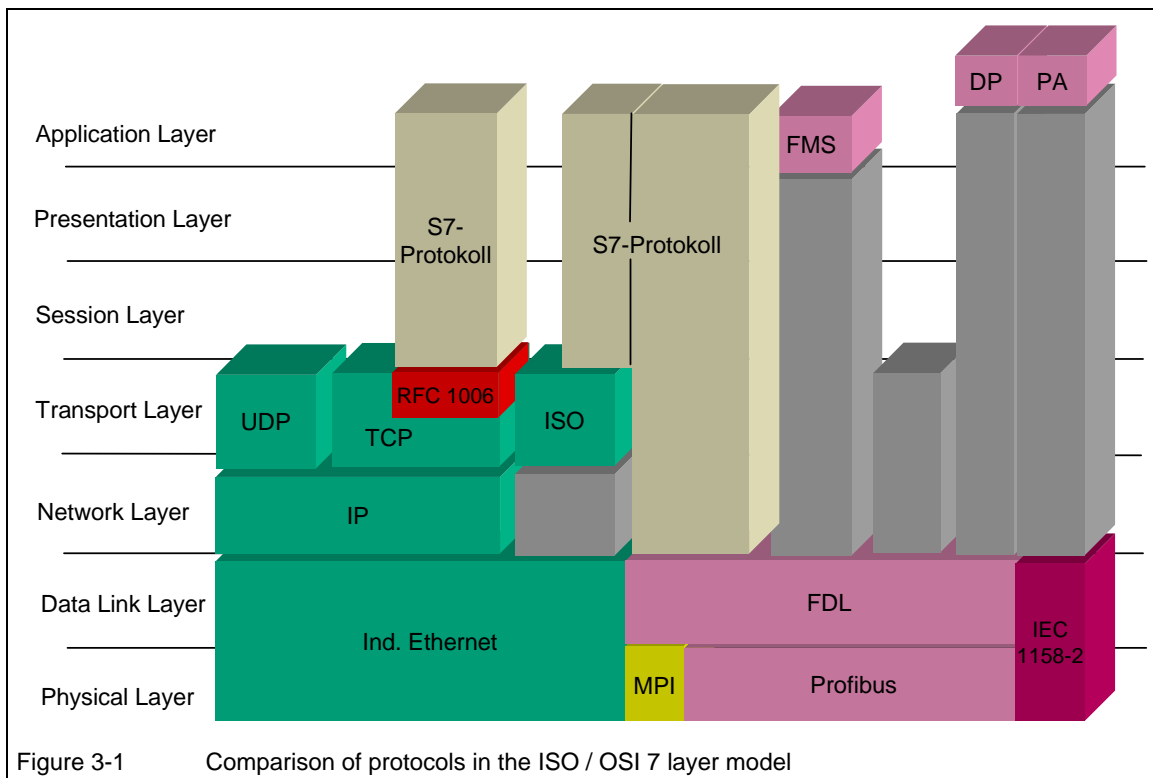 DP
PA
Application Layer
FMS
Presentation Layer
S7-
Protokoll
S7-Protokoll
Session Layer
Transport Layer
UDP
TCP
RFC 1006
ISO
Network Layer
IP
Data Link Layer
Ind. Ethernet
FDL
IEC
1158-2
Physical Layer
MPI
Profibus
Figure 3-1 Comparison of protocols in the ISO / OSI 7 layer model